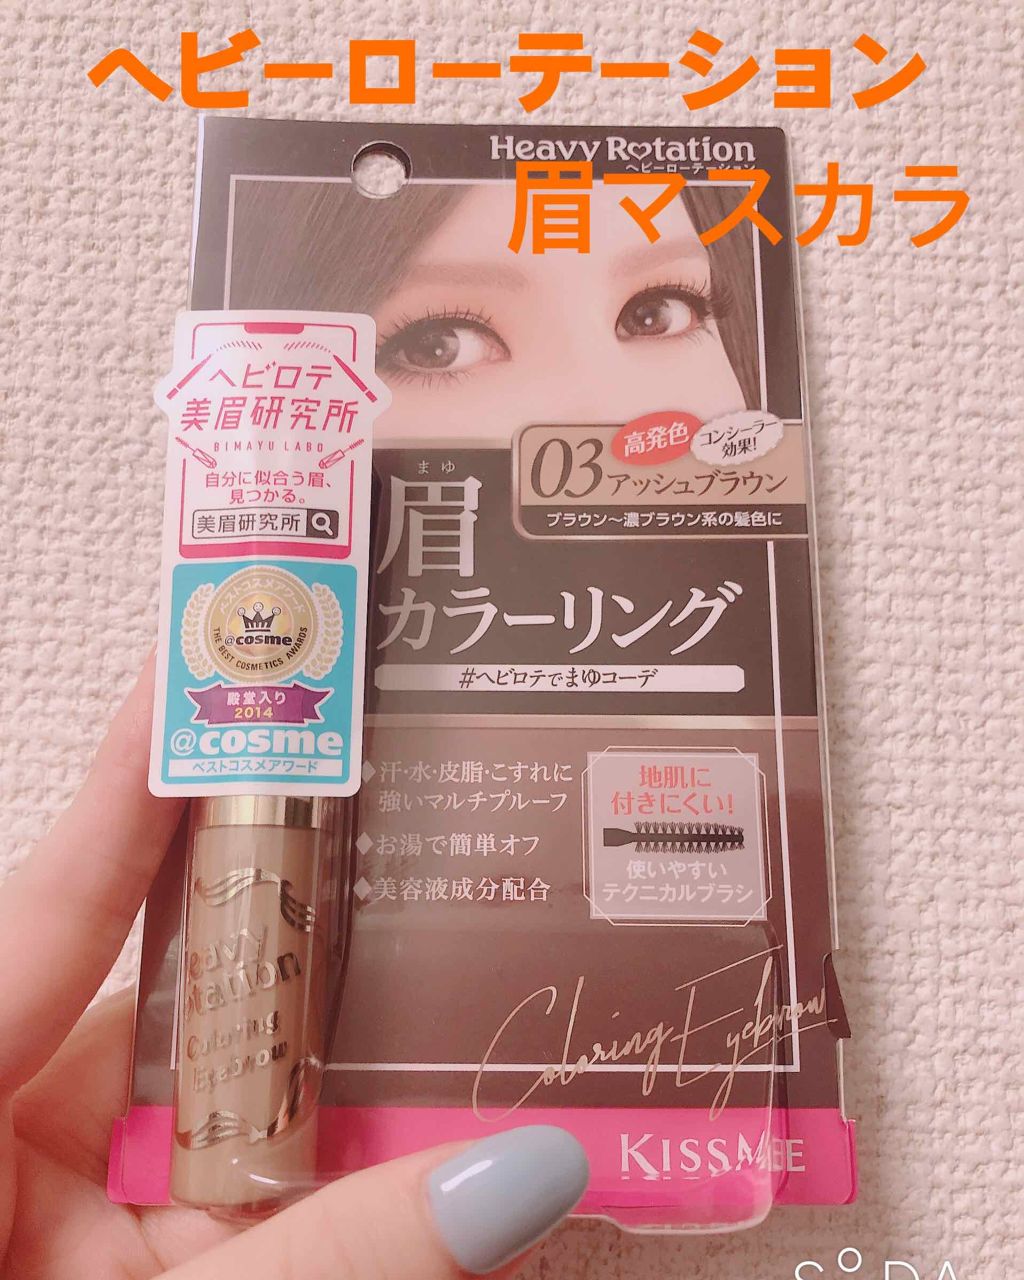 ヘビーローテーション
眉マスカラ
Heavy Rotation
ヘビーローテーション
ヘビロテ
美眉研究所
BIMAYU LABO
自分に似合う眉、
見つかる。
美眉研究所
ベストコスメアワード
@cosme
THE BEST COSMETICS AWARDS
殿堂入り
2014
@cosme
ベストコスメアワード
高発色
コンシーラー
効果!
03アッシュブラウン
ブラウン〜濃ブラウン系の髪色に
まゆ
眉
カラーリング
#ヘビロテでまゆコーデ
◆汗・水・皮脂・こすれに
強いマルチプルーフ
◆お湯で簡単オフ
◆美容液成分配合
地肌に
付きにくい!
使いやすい
テクニカルブラシ
eavy
otation
Coloring
Eyebrow
Coloring Eyebrow
KISSME
SODA